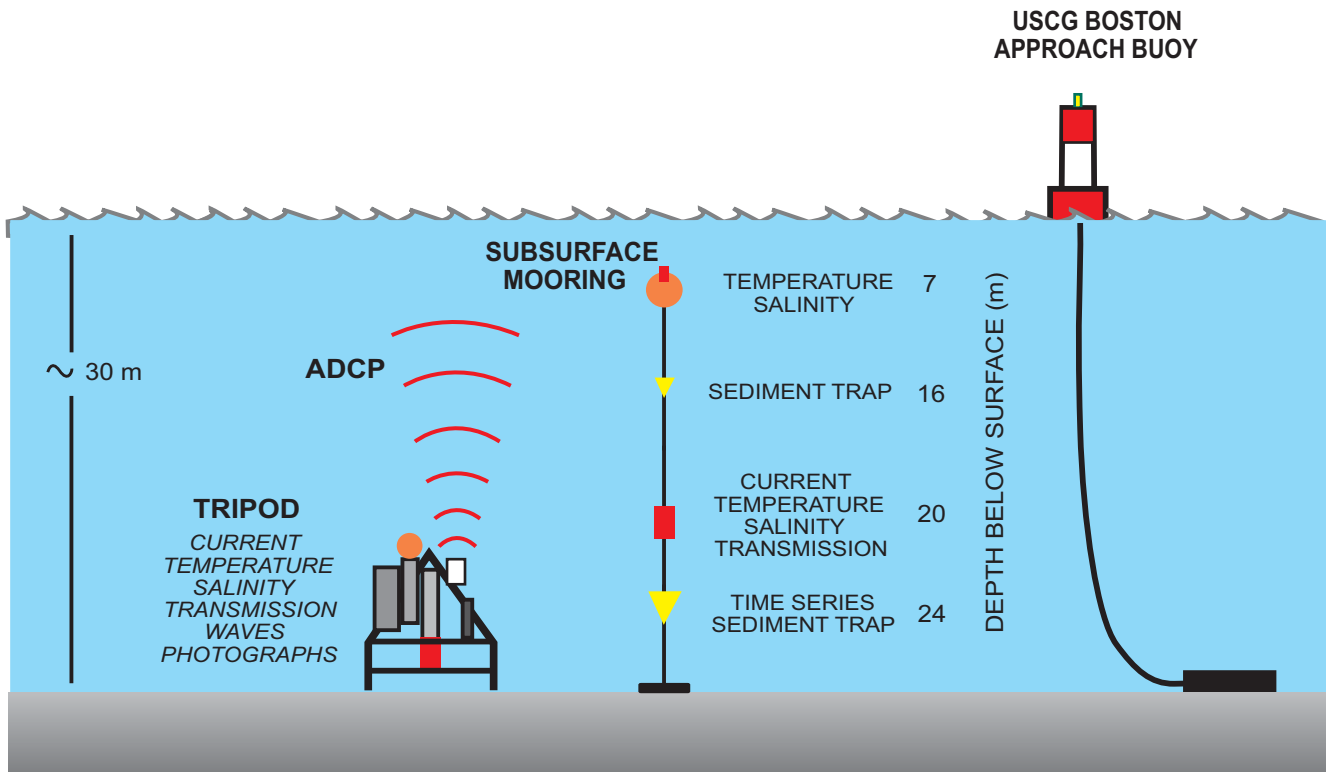 USCG BOSTON
APPROACH BUOY
SUBSURFACE
MOORING
TEMPERATURE
SALINITY
7
ADCP
~ 30 m
SEDIMENT TRAP
16
DEPTH BELOW SURFACE (m)
TRIPOD
CURRENT
TEMPERATURE
SALINITY
TRANSMISSION
WAVES
PHOTOGRAPHS
CURRENT
TEMPERATURE
SALINITY
TRANSMISSION
20
TIME SERIES
SEDIMENT TRAP
24